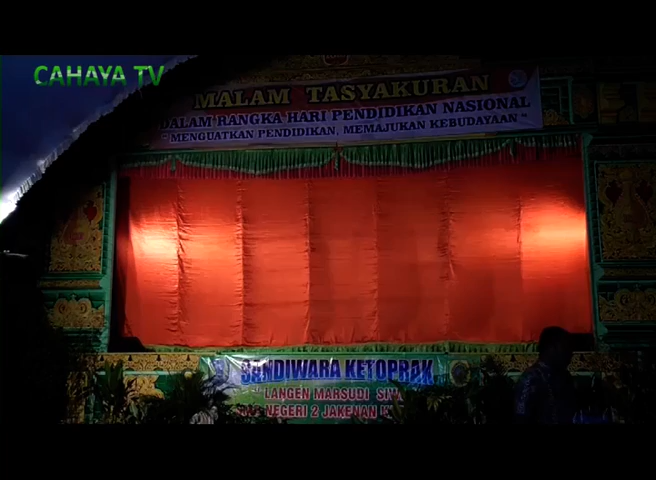 CAHAYA TV
MALAM TASYAKURAN
DALAM RANGKA HARI PENDIDIKAN NASIONAL
" MENGUATKAN PENDIDIKAN, MEMAJUKAN KEBUDAYAAN "
SANDIWARA KETOPRAK
LANGEN MARSUDI
NEGERI 2 JAKENAN